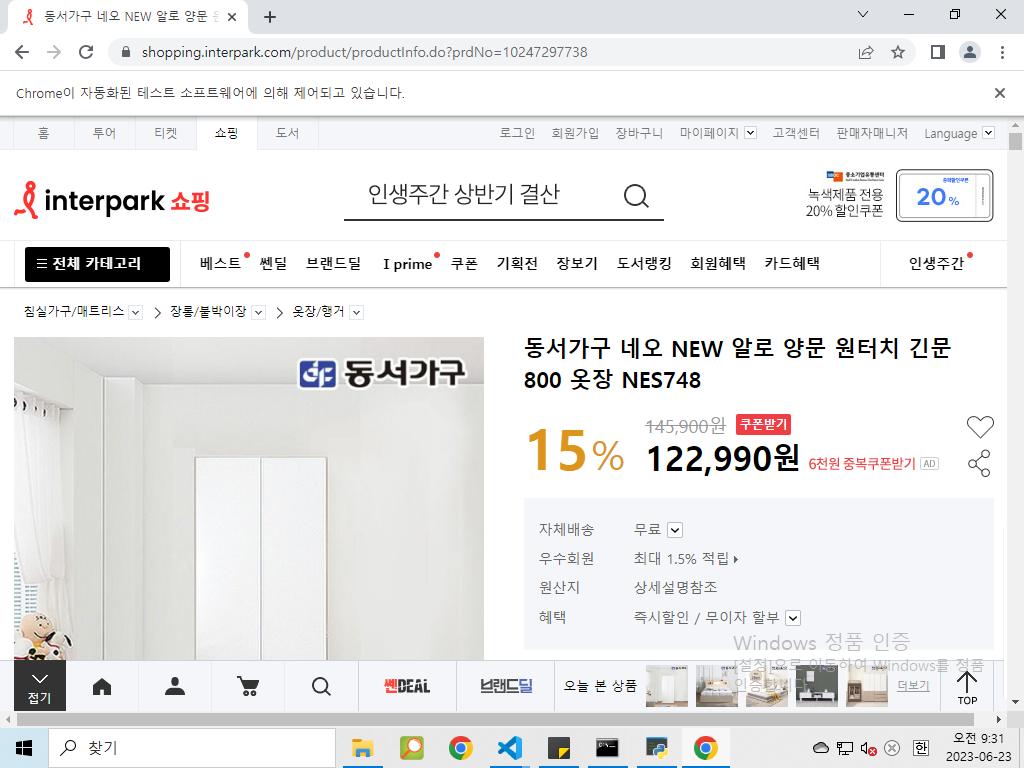 동서가구 네오 NEW 알로 양문 원
shopping.interpark.com/product/productInfo.do?prdNo=10247297738
Chrome이 자동화된 테스트 소프트웨어에 의해 제어되고 있습니다.
홈 투어 티켓 쇼핑 도서 로그인 회원가입 장바구니 마이페이지 고객센터 판매자매니저 Language
interpark 쇼핑
인생주간 상반기 결산
중소기업유통센터
녹색제품 전용
20% 할인쿠폰
중복할인쿠폰
20%
전체 카테고리 베스트 쎈딜 브랜드딜 I prime 쿠폰 기획전 장보기 도서랭킹 회원혜택 카드혜택 인생주간
침실가구/매트리스 장롱/붙박이장 옷장/행거
동서가구
동서가구 네오 NEW 알로 양문 원터치 긴문
800 옷장 NES748
15% 145,900원 쿠폰받기
122,990원 6천원 중복쿠폰받기 AD
자체배송 무료
우수회원 최대 1.5% 적립
원산지 상세설명참조
혜택 즉시할인 / 무이자 할부
Windows 정품 인증
[설정]으로 이동하여 Windows를 정품
인증합니다.
접기 쎈DEAL 브랜드딜 오늘 본 상품 더보기 TOP
찾기
한
오전 9:31
2023-06-23